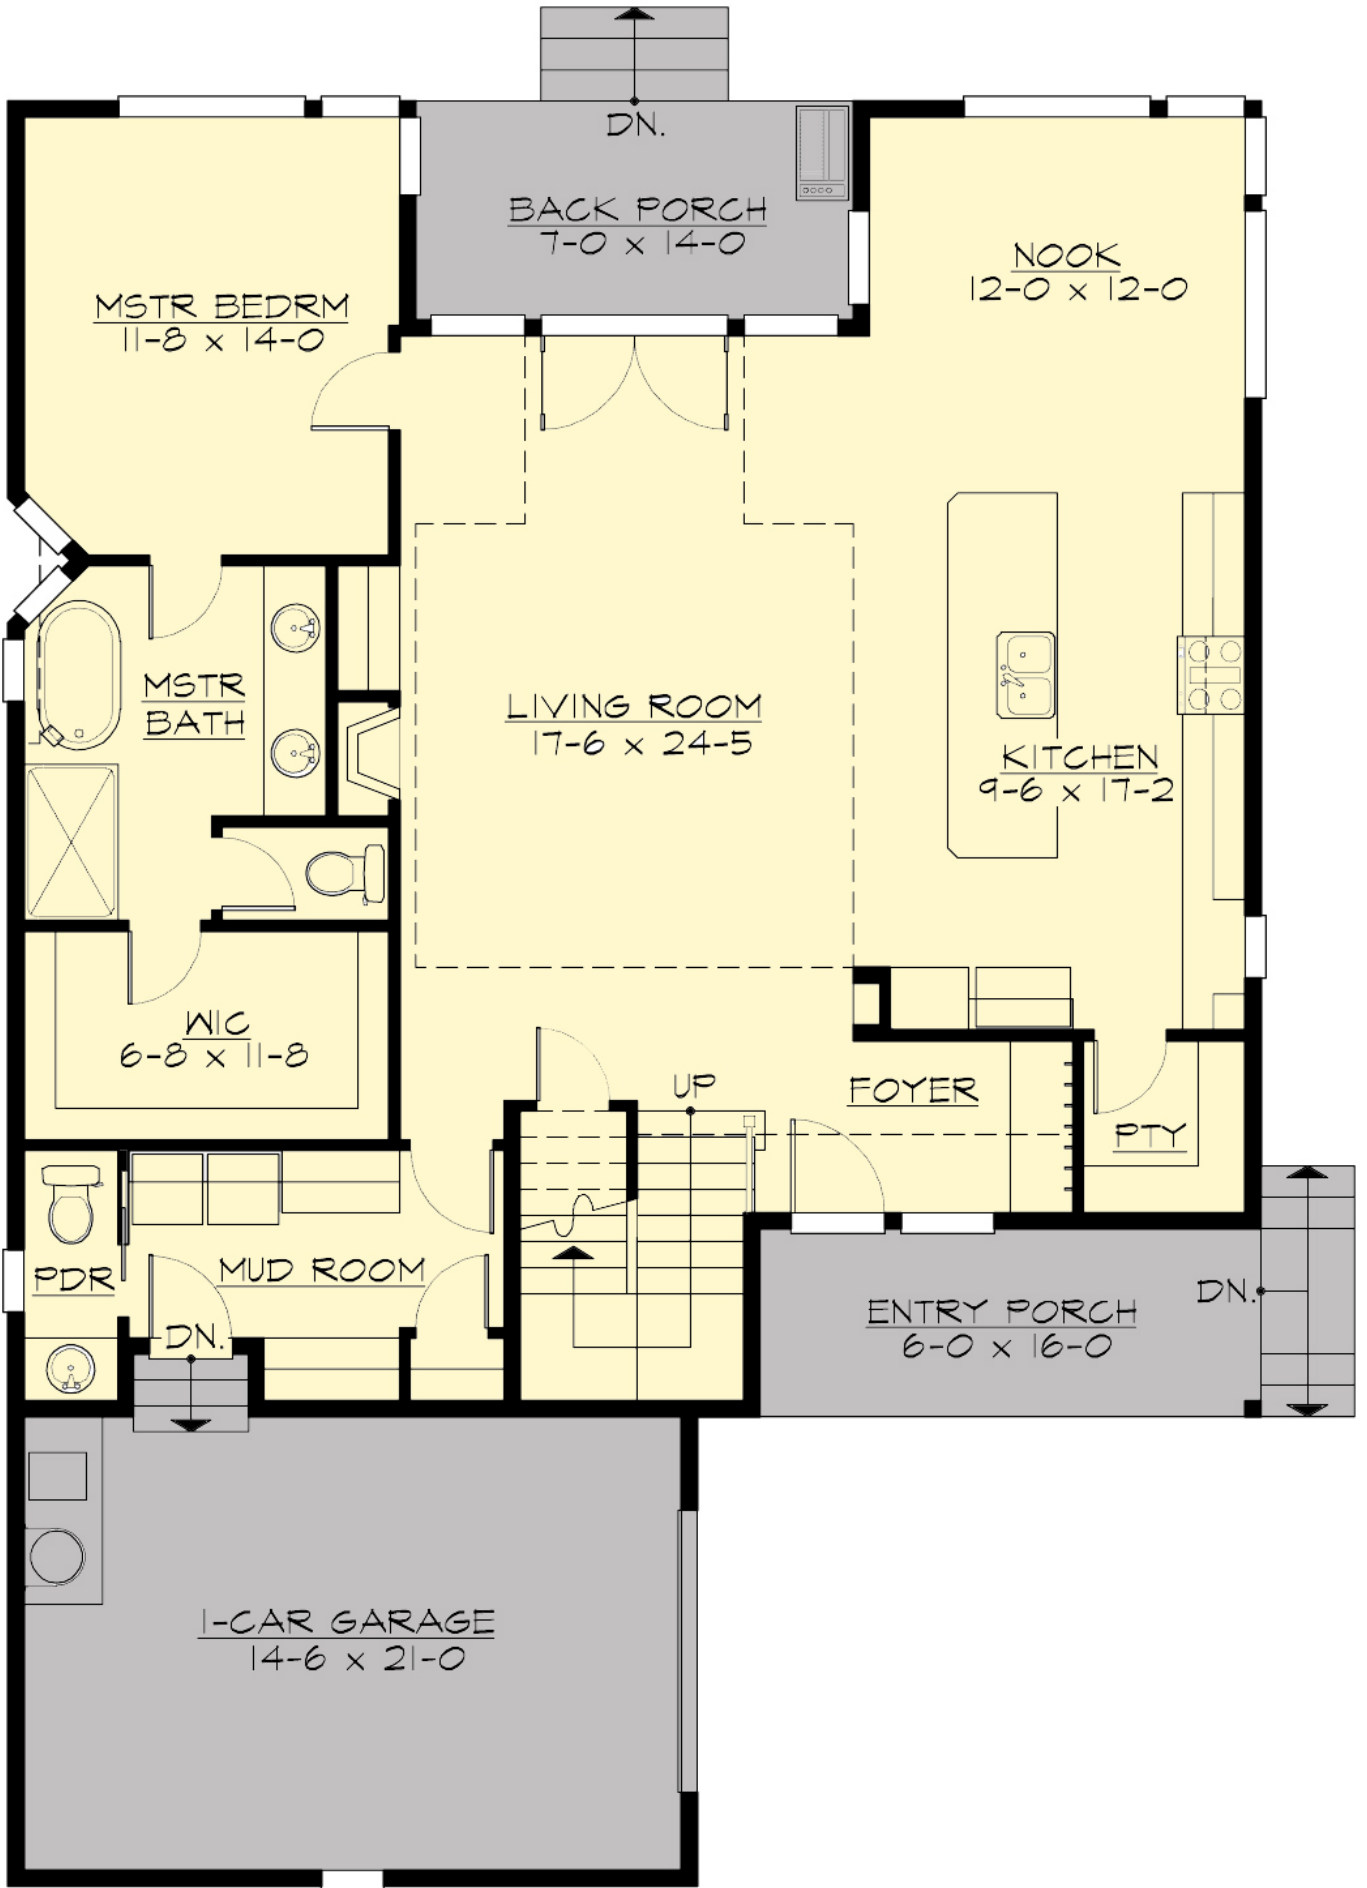 DN.
BACK PORCH
7-0 x 14-0
NOOK
12-0 x 12-0
MSTR BEDRM
11-8 x 14-0
MSTR
BATH
LIVING ROOM
17-6 x 24-5
KITCHEN
9-6 x 17-2
WIC
6-8 x 11-8
UP
FOYER
PTY
PDR
MUD ROOM
DN.
ENTRY PORCH
6-0 x 16-0
DN.
1-CAR GARAGE
14-6 x 21-0